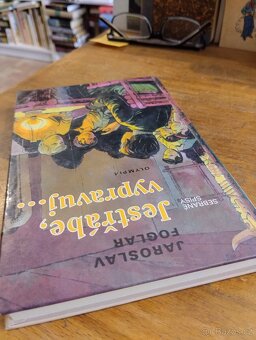 JAROSLAV
FOGLAR
Jestřábe,
vypravuj...
SEBRANÉ
SPISY
OLYMPIA